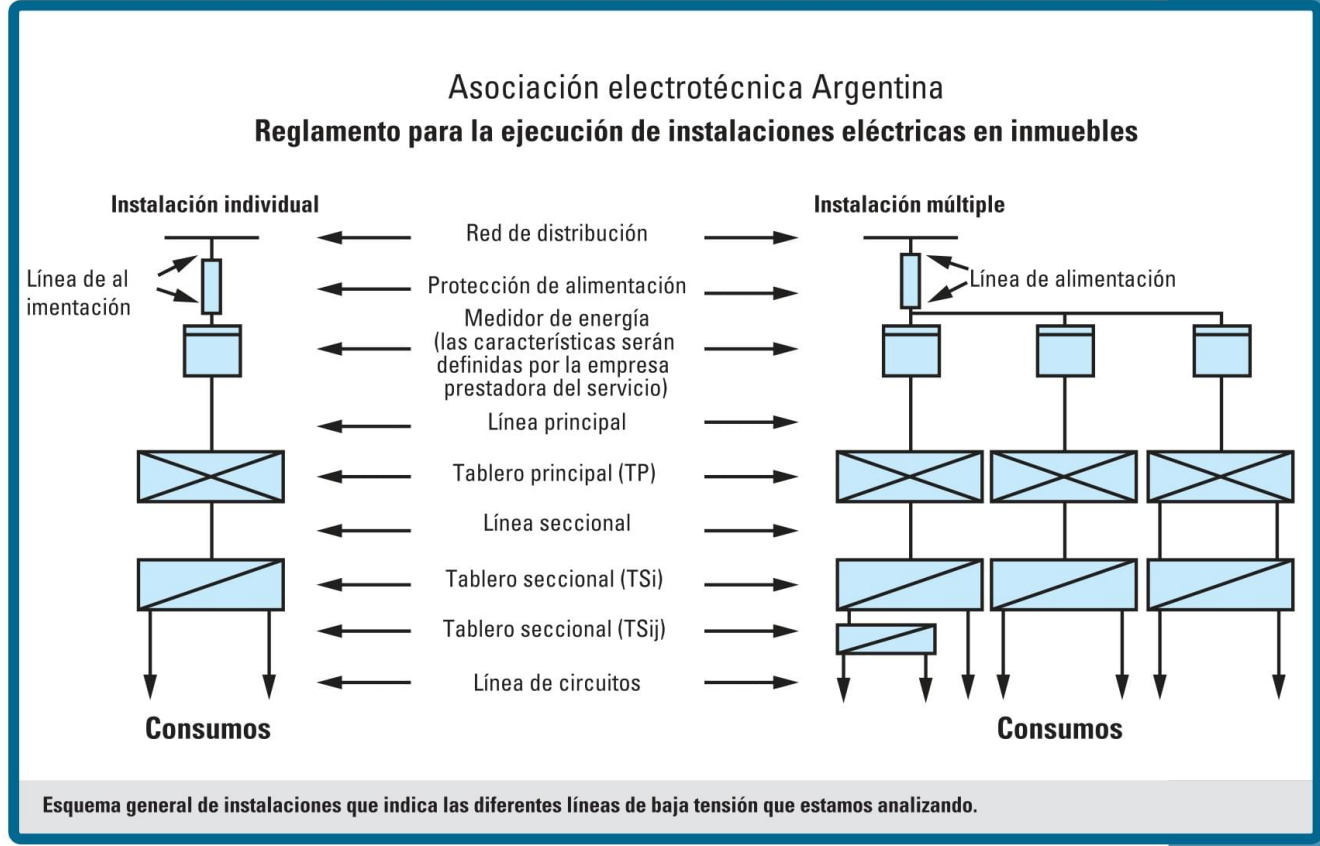 Asociación electrotécnica Argentina
Reglamento para la ejecución de instalaciones eléctricas en inmuebles
Instalación individual
Instalación múltiple
Red de distribución
Línea de al
imentación
Protección de alimentación
Línea de alimentación
Medidor de energía
(las características serán
definidas por la empresa
prestadora del servicio)
Línea principal
Tablero principal (TP)
Línea seccional
Tablero seccional (TSi)
Tablero seccional (TSij)
Línea de circuitos
Consumos
Consumos
Esquema general de instalaciones que indica las diferentes líneas de baja tensión que estamos analizando.